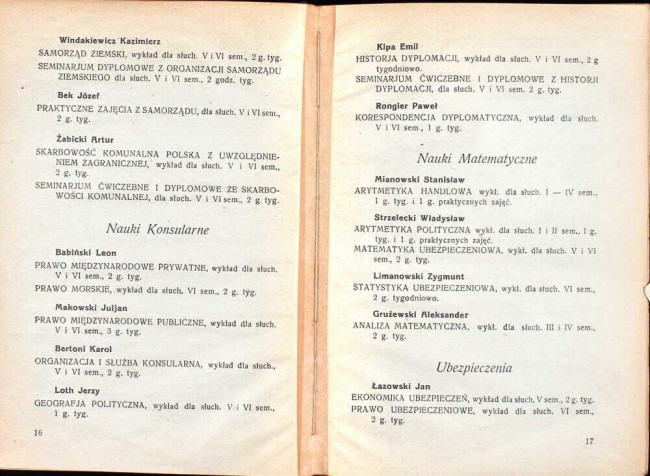 Windakiewicz Kazimierz
SAMORZĄD ZIEMSKI, wykład dla słuch. V i VI sem., 2 g. tyg.
SEMINARJUM DYPLOMOWE Z ORGANIZACJI SAMORZĄDU
ZIEMSKIEGO dla słuch. V i VI sem., 2 godz. tyg.
Bek Józef
PRAKTYCZNE ZAJĘCIA Z SAMORZĄDU, dla słuch. V i VI sem.,
2 g. tyg.
Żabicki Artur
SKARBOWOŚĆ KOMUNALNA POLSKA Z UWZGLĘDNIE-
NIEM ZAGRANICZNEJ, wykład dla słuch. V i VI sem.,
2 g. tyg.
SEMINARJUM ĆWICZEBNE I DYPLOMOWE ZE SKARBO-
WOŚCI KOMUNALNEJ, dla słuch. V i VI sem., 2 g. tyg.
Nauki Konsularne
Babiński Leon
PRAWO MIĘDZYNARODOWE PRYWATNE, wykład dla słuch.
V i VI sem., 2 g. tyg.
PRAWO MORSKIE, wykład dla słuch. VI sem., 2 g. tyg.
Makowski Juljan
PRAWO MIĘDZYNARODOWE PUBLICZNE, wykład dla słuch.
V i VI sem., 3 g. tyg.
Bertoni Karol
ORGANIZACJA I SŁUŻBA KONSULARNA, wykład dla słuch.,
V i VI sem., 2 g. tyg.
Loth Jerzy
GEOGRAFJA POLITYCZNA, wykład dla słuch. V i VI sem.,
1 g. tyg.
16
Kipa Emil
HISTORJA DYPLOMACJI, wykład dla słuch. V i VI sem., 2 g
tygodniowo.
SEMINARJUM ĆWICZEBNE I DYPLOMOWE Z HISTORJI
DYPLOMACJI, dla słuch. V i VI sem. 2 g. tyg.
Rongier Paweł
KORESPONDENCJA DYPLOMATYCZNA, wykład dla słuch.
V i VI sem., 1 g. tyg.
Nauki Matematyczne
Mianowski Stanisław
ARYTMETYKA HANDLOWA wykł. dla słuch. I — IV sem.,
1 g. tyg. i 1 g. praktycznych zajęć.
Strzelecki Władysław
ARYTMETYKA POLITYCZNA wykł. dla słuch. I i II sem., 1 g.
tyg. i 1 g. praktycznych zajęć.
MATEMATYKA UBEZPIECZENIOWA, wykł. dla słuch. V i VI
sem., 2 g. tyg.
Limanowski Zygmunt
STATYSTYKA UBEZPIECZENIOWA, wykł. dla słuch. VI sem.,
2 g. tygodniowo.
Grużewski Aleksander
ANALIZA MATEMATYCZNA, wykł. dla słuch. III i IV sem.,
2 g. tyg.
Ubezpieczenia
Łazowski Jan
EKONOMIKA UBEZPIECZEŃ, wykład dla słuch. V sem., 2 g. tyg.
PRAWO UBEZPIECZENIOWE, wykład dla słuch. VI sem.,
2 g. tyg.
17